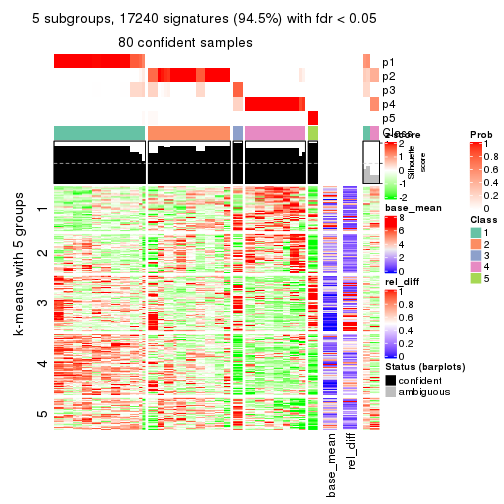 5 subgroups, 17240 signatures (94.5%) with fdr < 0.05
80 confident samples
p1
p2
p3
p4
p5
Class
Silhouette
score
k-means with 5 groups
1
2
3
4
5
base_mean
rel_diff
z-score
2
1
0
-1
-2
base_mean
8
6
4
2
0
rel_diff
1
0.8
0.6
0.4
0.2
0
Status (barplots)
confident
ambiguous
Prob
1
0.8
0.6
0.4
0.2
0
Class
1
2
3
4
5